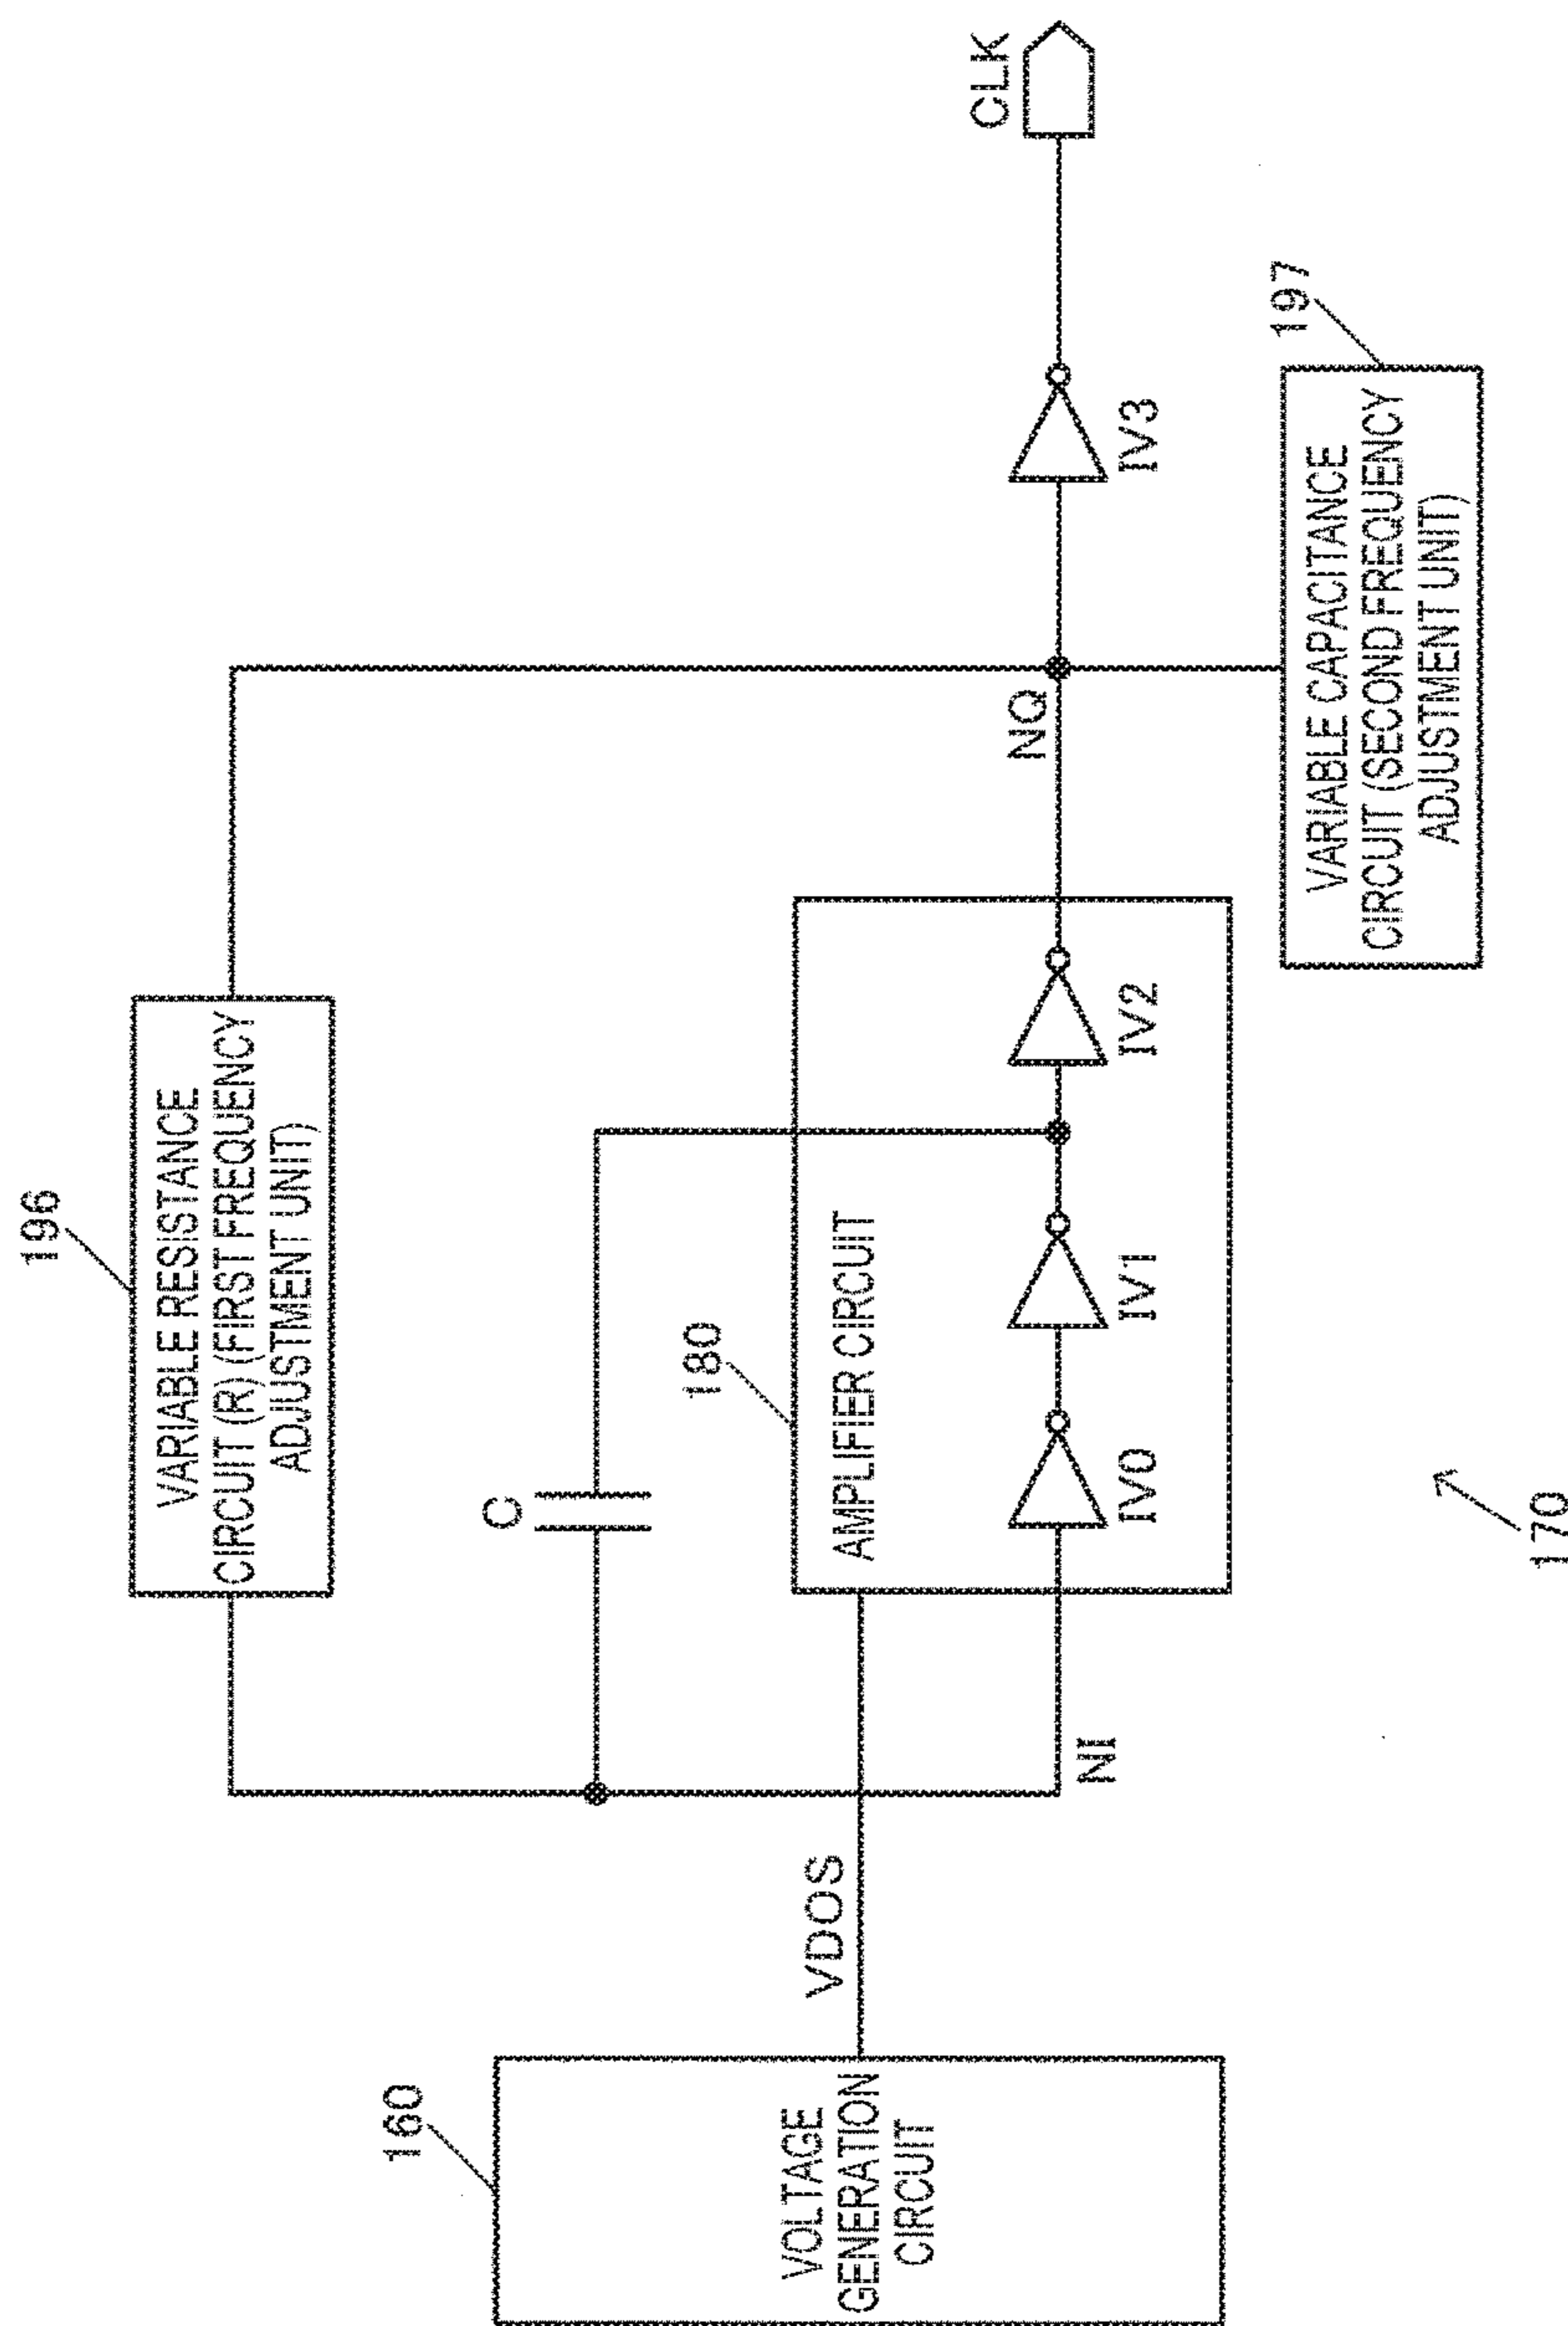 196
VARIABLE RESISTANCE
CIRCUIT (R) (FIRST FREQUENCY
ADJUSTMENT UNIT)
C
180
AMPLIFIER CIRCUIT
160
VOLTAGE
GENERATION
CIRCUIT
VDOS
NI
IV0
IV1
IV2
NQ
IV3
CLK
197
VARIABLE CAPACITANCE
CIRCUIT (SECOND FREQUENCY
ADJUSTMENT UNIT)
170